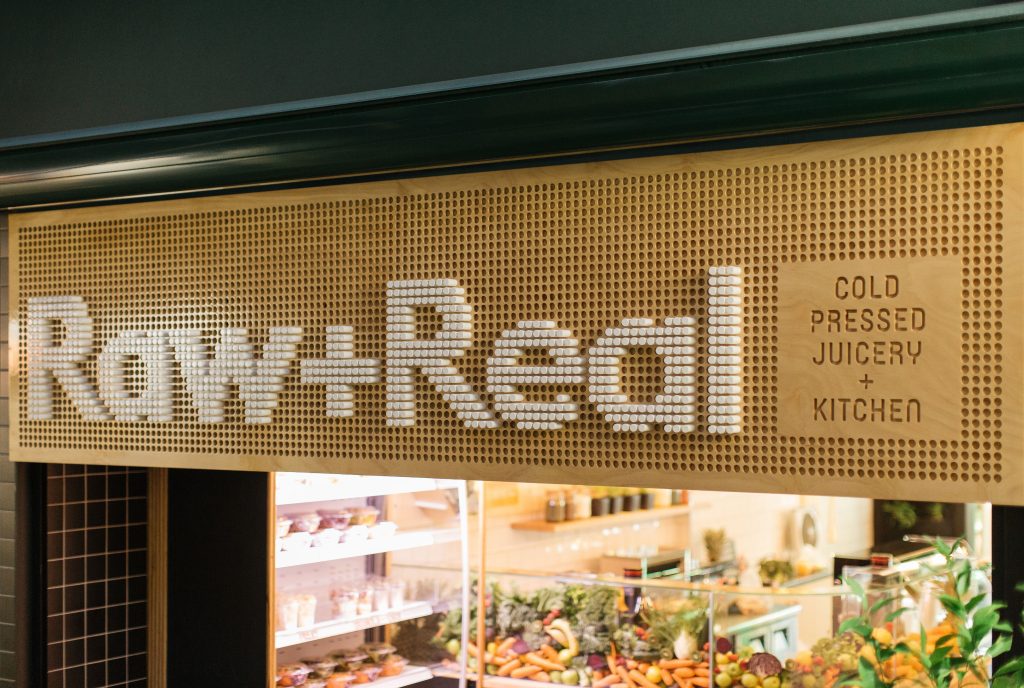 Raw+Real
COLD
PRESSED
JUICERY
+
KITCHEN